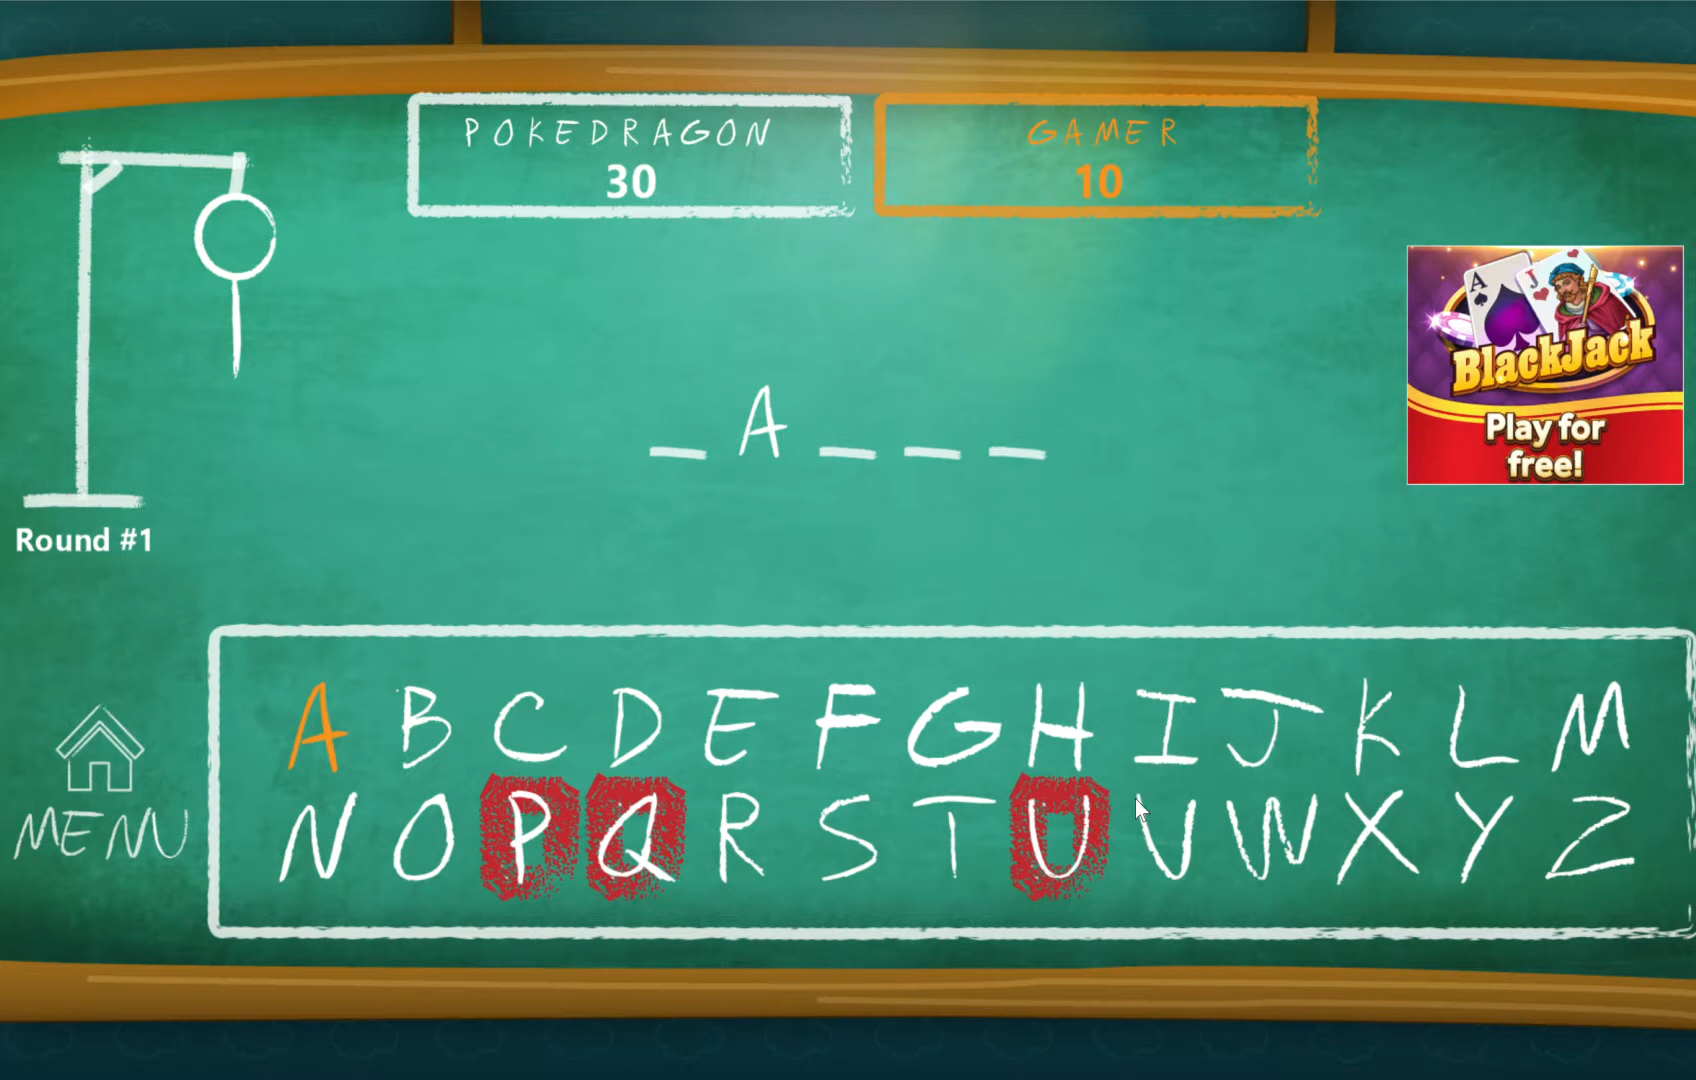 POKEDRAGON
30
GAMER
10
A J
BlackJack
Play for
free!
_ A _ _ _
Round #1
A B C D E F G H I J K L M
N O P Q R S T U V W X Y Z
MENU